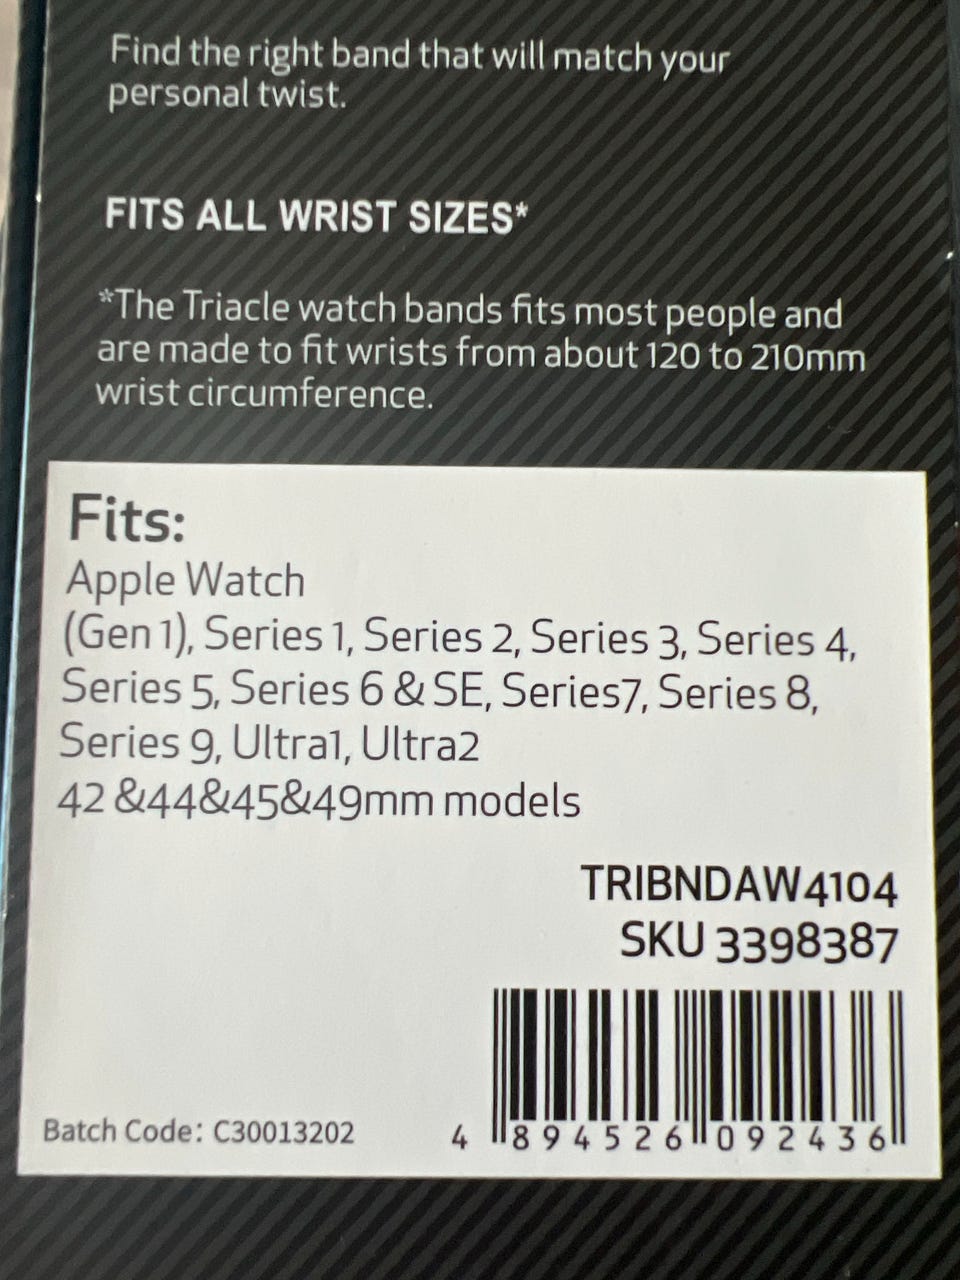 Find the right band that will match your
personal twist.
FITS ALL WRIST SIZES*
*The Triacle watch bands fits most people and
are made to fit wrists from about 120 to 210mm
wrist circumference.
Fits:
Apple Watch
(Gen 1), Series 1, Series 2, Series 3, Series 4,
Series 5, Series 6 & SE, Series7, Series 8,
Series 9, Ultra1, Ultra2
42 &44&45&49mm models
TRIBNDAW4104
SKU 3398387
Batch Code: C30013202
4 894526 092436